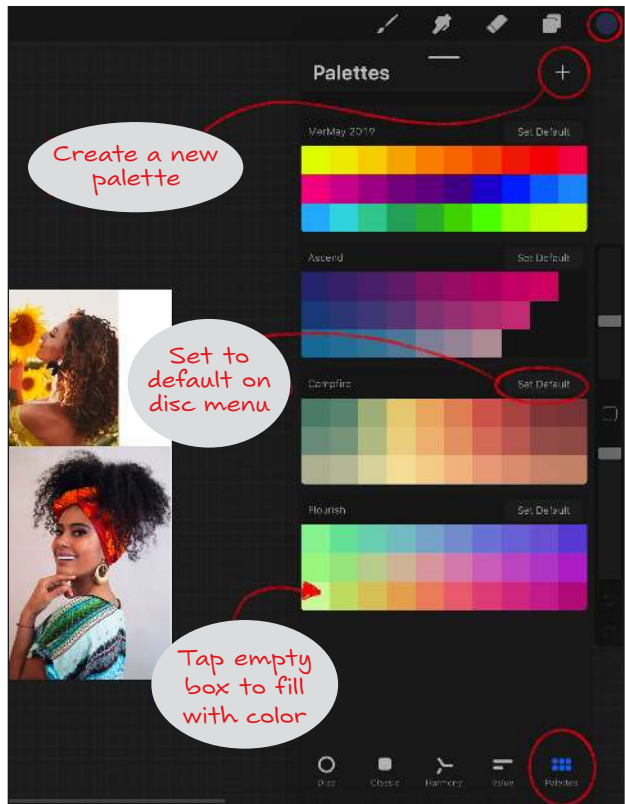 Palettes
Create a new
palette
MerMay 2019
Set Default
Ascend
Set Default
Set to
default on
disc menu
Campfire
Set Default
Flourish
Set Default
Tap empty
box to fill
with color
Disc
Classic
Harmony
Value
Palettes